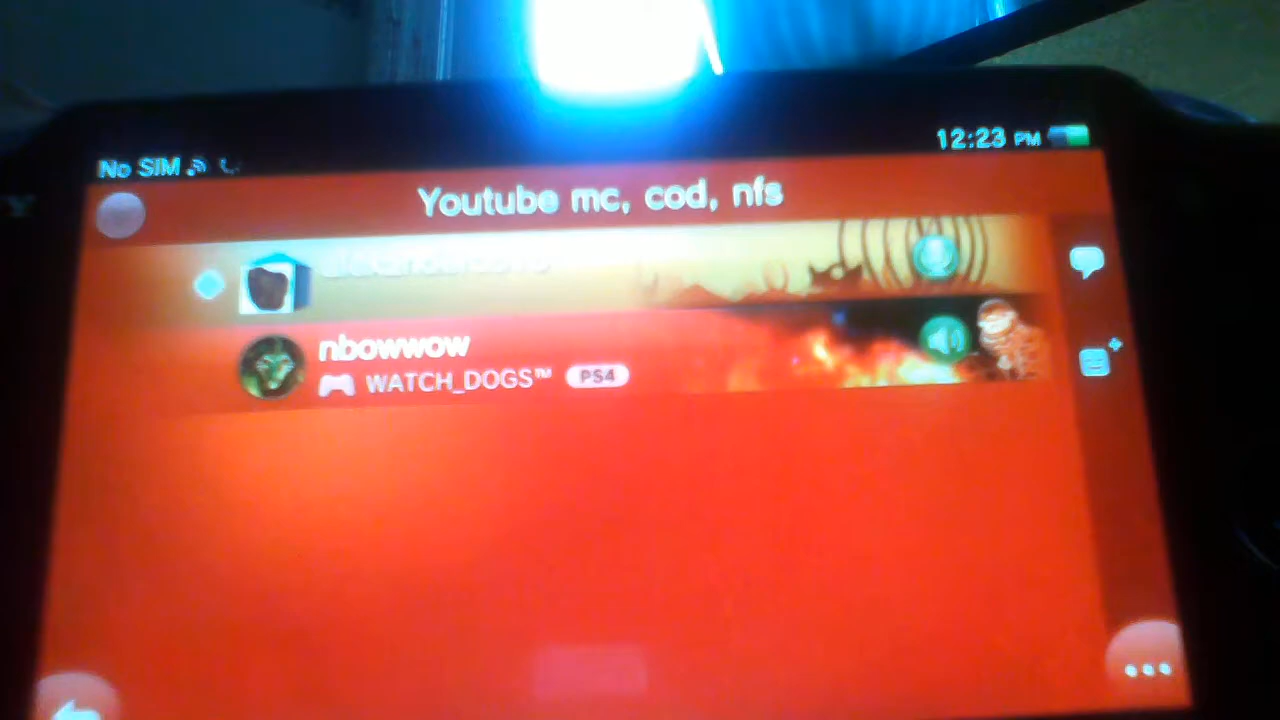 No SIM
12:23 PM
Youtube mc, cod, nfs
nbowwow
WATCH_DOGS™ PS4